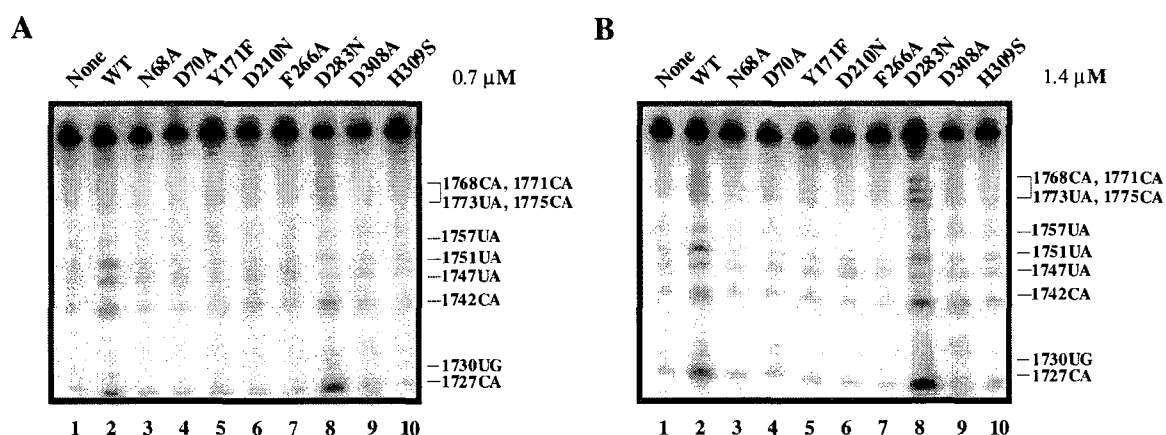 A
None WT N68A D70A Y171F D210N F266A D283N D308A H309S
0.7 µM
1768CA, 1771CA
1773UA, 1775CA
1757UA
1751UA
1747UA
1742CA
1730UG
1727CA
1 2 3 4 5 6 7 8 9 10
B
None WT N68A D70A Y171F D210N F266A D283N D308A H309S
1.4 µM
1768CA, 1771CA
1773UA, 1775CA
1757UA
1751UA
1747UA
1742CA
1730UG
1727CA
1 2 3 4 5 6 7 8 9 10